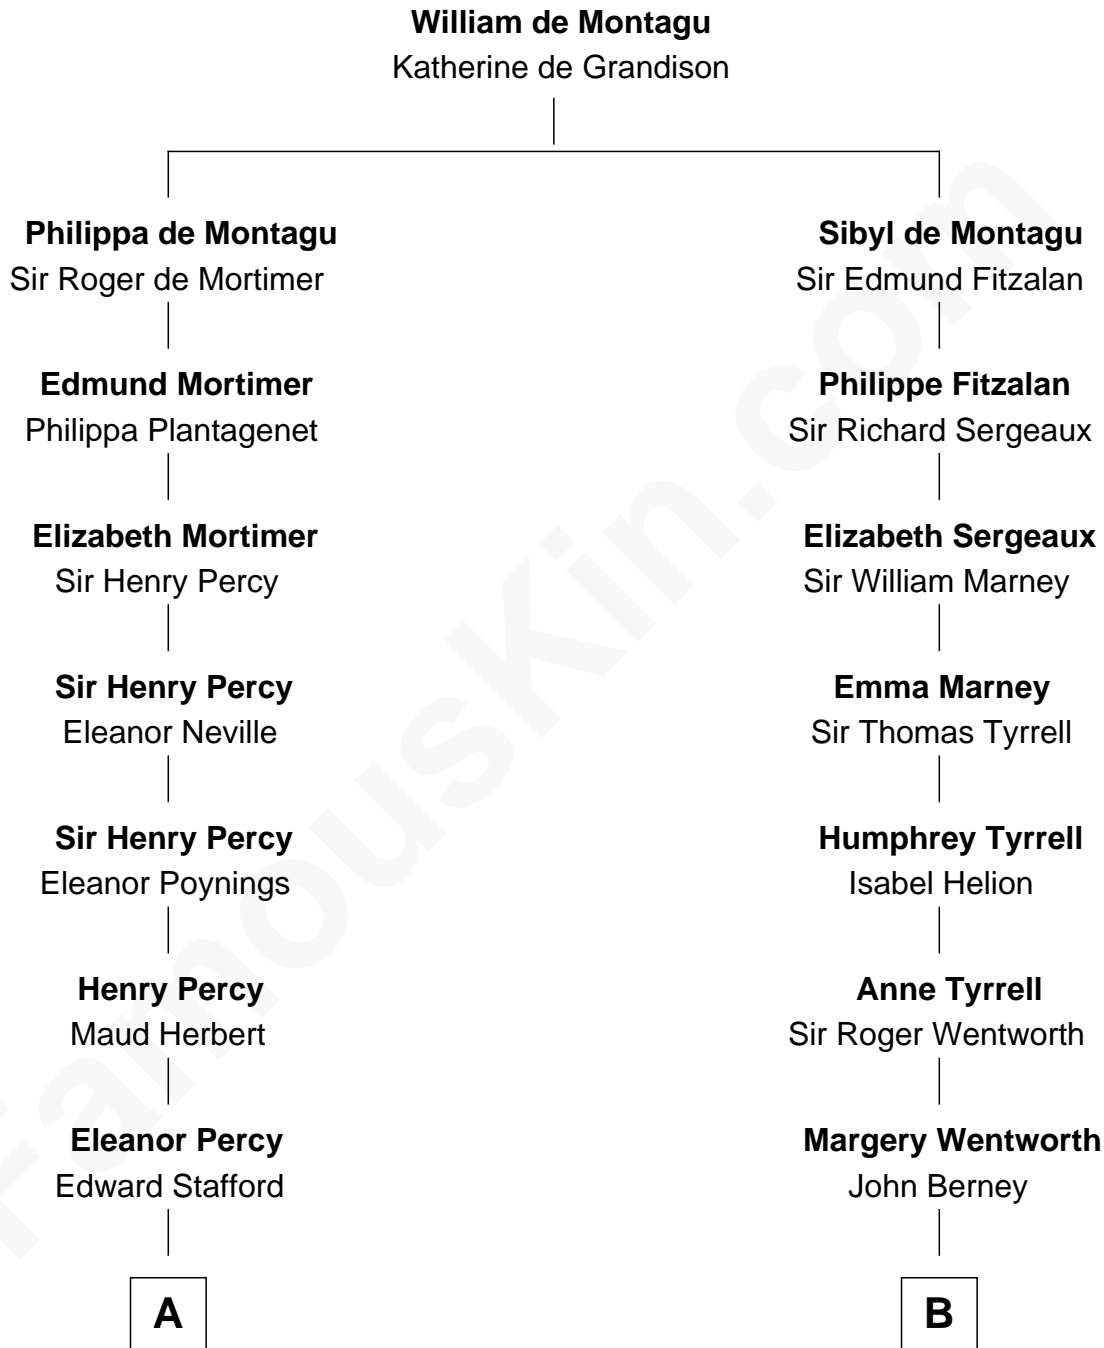 William de Montagu
Katherine de Grandison
Philippa de Montagu
Sir Roger de Mortimer
Sibyl de Montagu
Sir Edmund Fitzalan
Edmund Mortimer
Philippa Plantagenet
Philippe Fitzalan
Sir Richard Sergeaux
Elizabeth Mortimer
Sir Henry Percy
Elizabeth Sergeaux
Sir William Marney
Sir Henry Percy
Eleanor Neville
Emma Marney
Sir Thomas Tyrrell
Sir Henry Percy
Eleanor Poynings
Humphrey Tyrrell
Isabel Helion
Henry Percy
Maud Herbert
Anne Tyrrell
Sir Roger Wentworth
Eleanor Percy
Edward Stafford
Margery Wentworth
John Berney
A
B
FamousKin.com